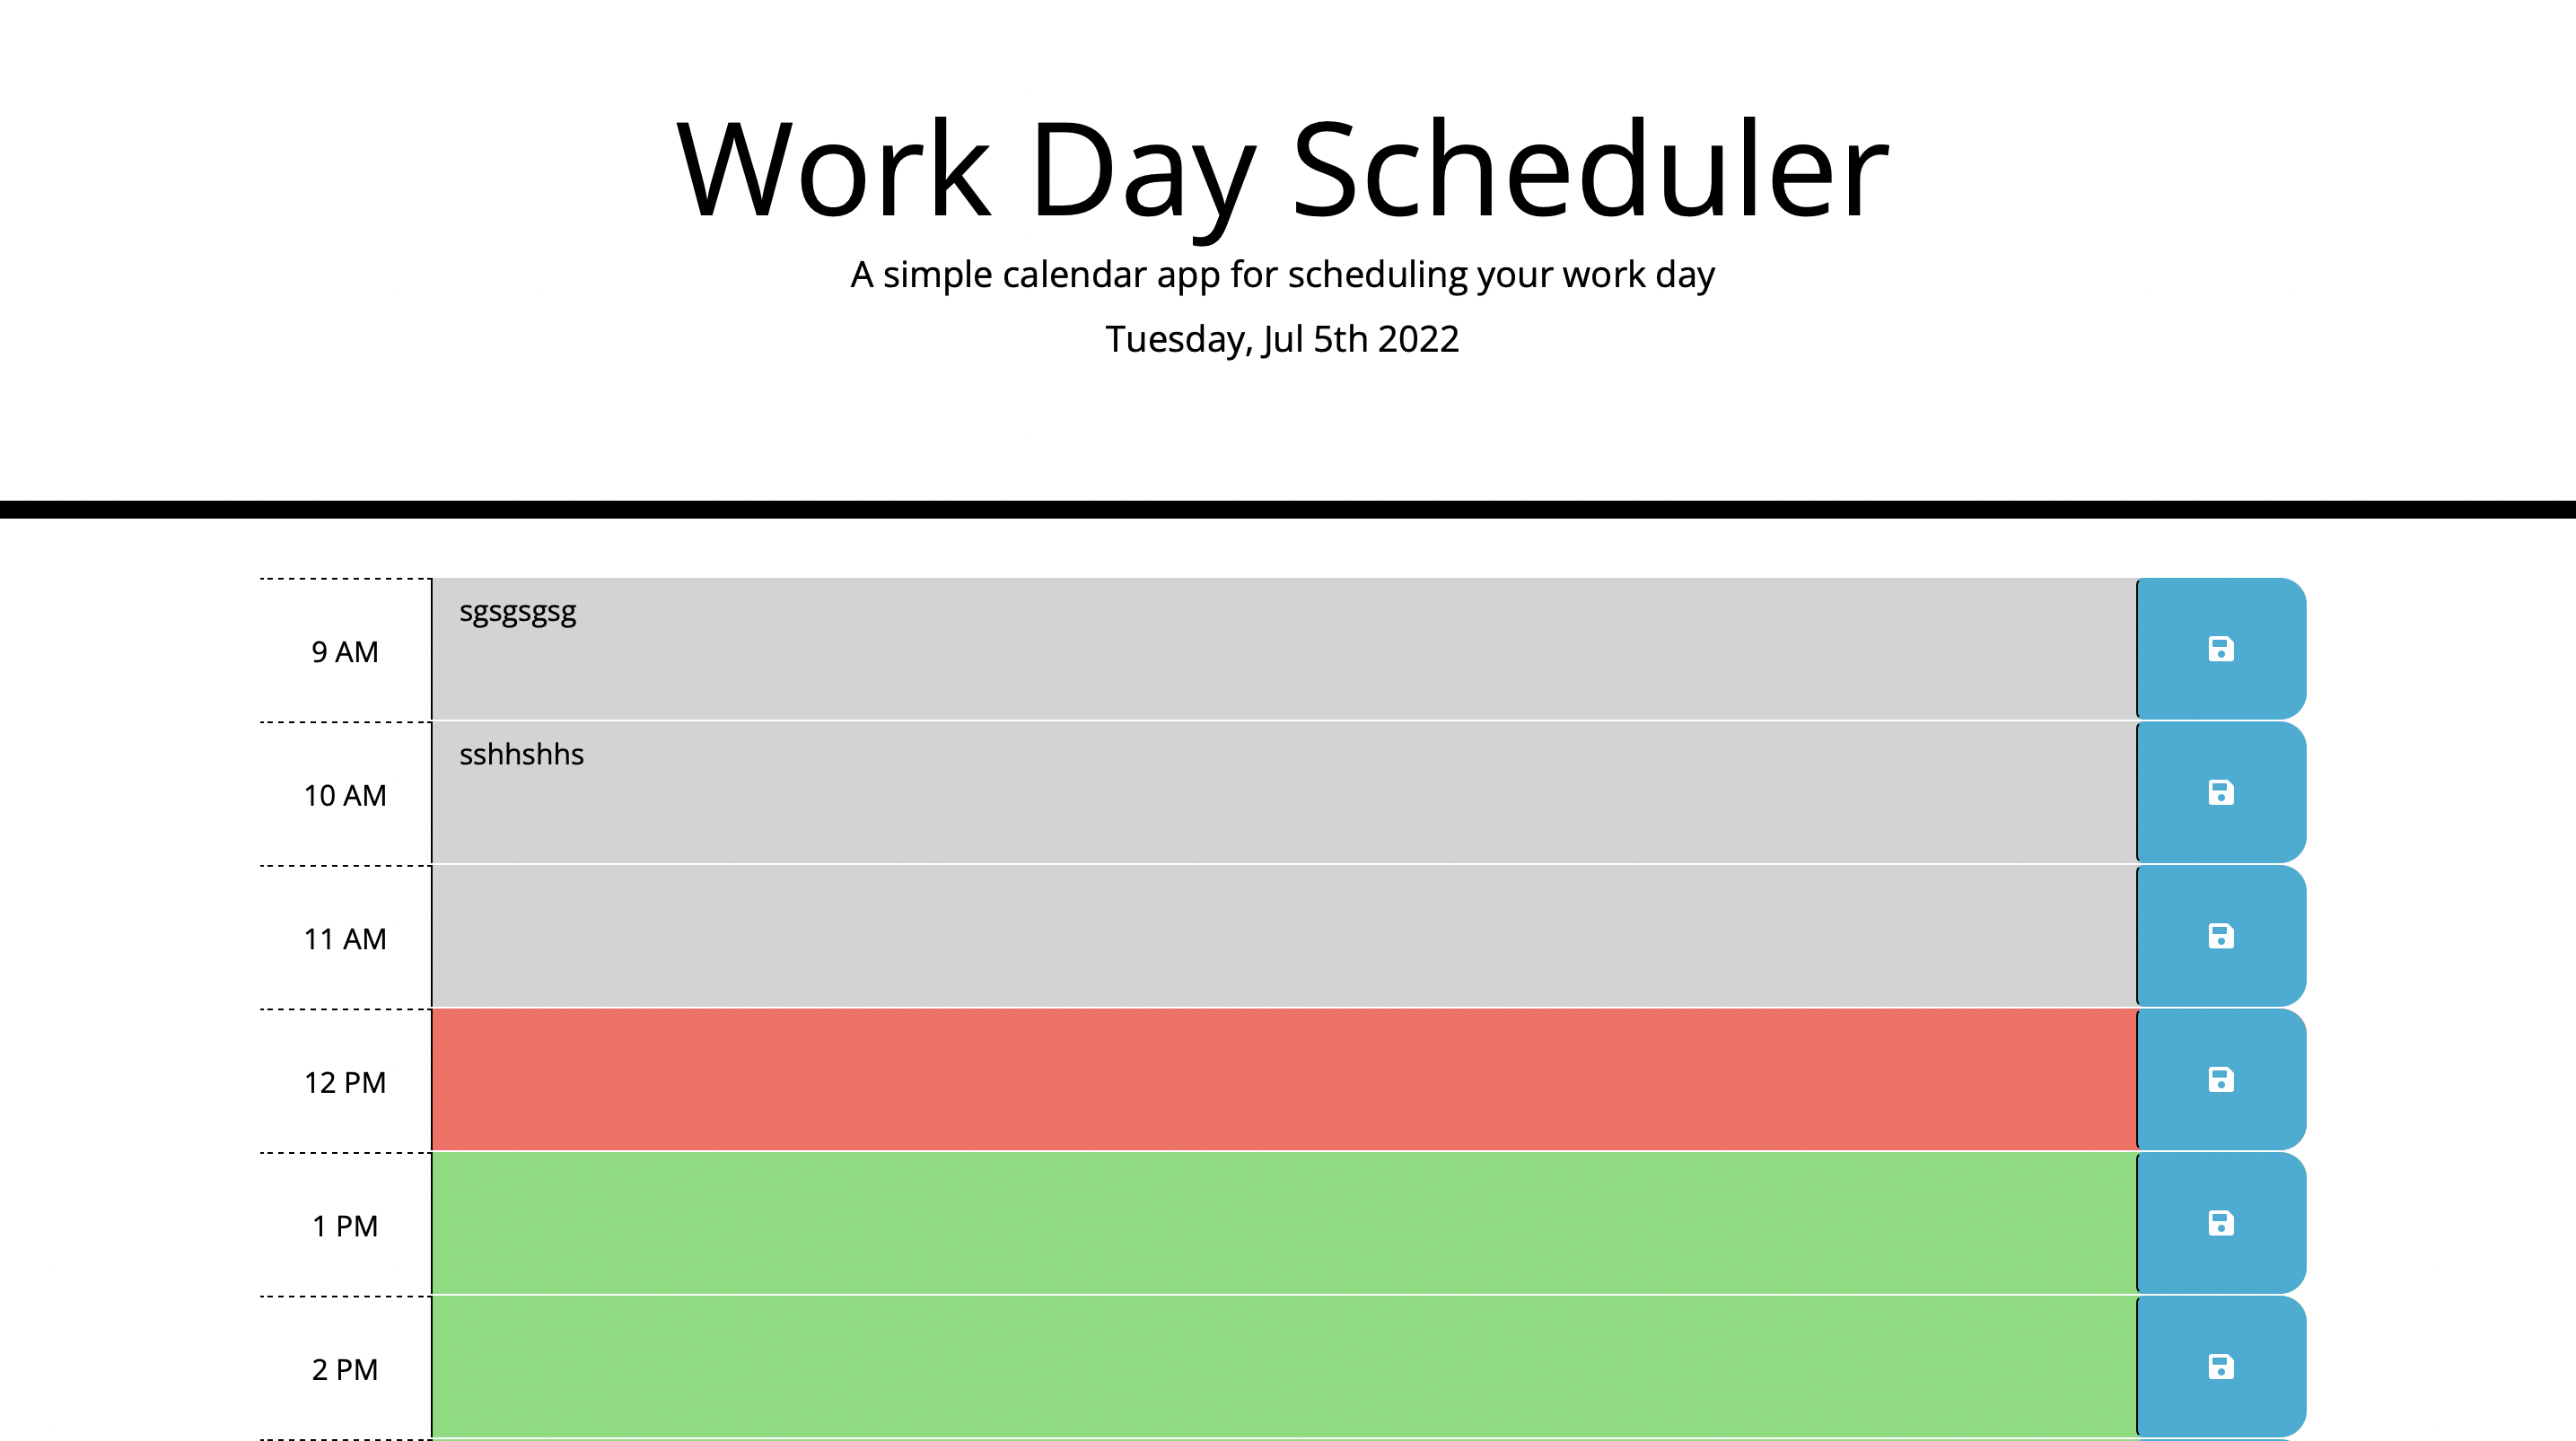 Work Day Scheduler
A simple calendar app for scheduling your work day
Tuesday, Jul 5th 2022
9 AM
sgsgsgsg
10 AM
sshhshhs
11 AM
12 PM
1 PM
2 PM